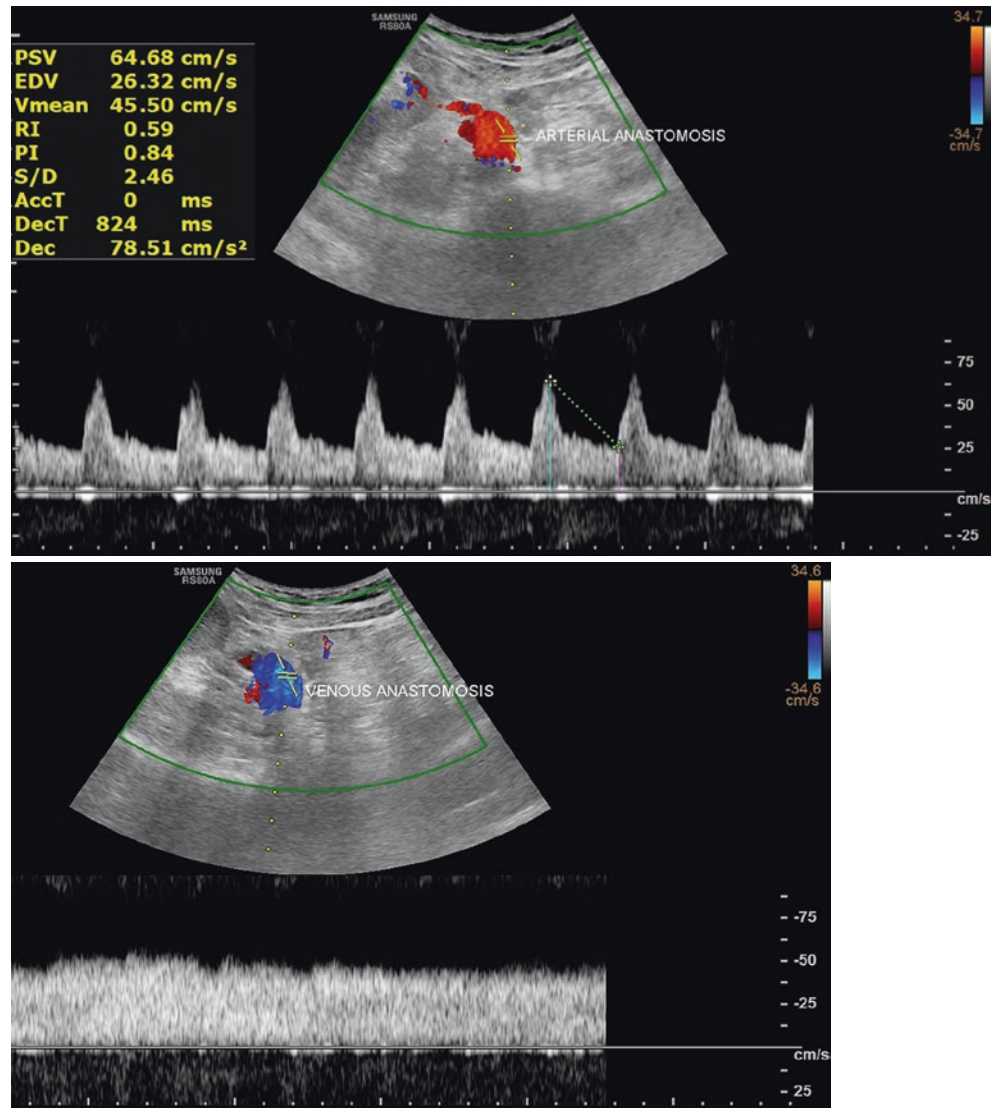 SAMSUNG
RS80A
34.7
-34.7
cm/s
PSV 64.68 cm/s
EDV 26.32 cm/s
Vmean 45.50 cm/s
RI 0.59
PI 0.84
S/D 2.46
AccT 0 ms
DecT 824 ms
Dec 78.51 cm/s²
ARTERIAL ANASTOMOSIS
75
50
25
cm/s
-25
SAMSUNG
RS80A
34.6
-34.6
cm/s
VENOUS ANASTOMOSIS
-75
-50
-25
cm/s
25